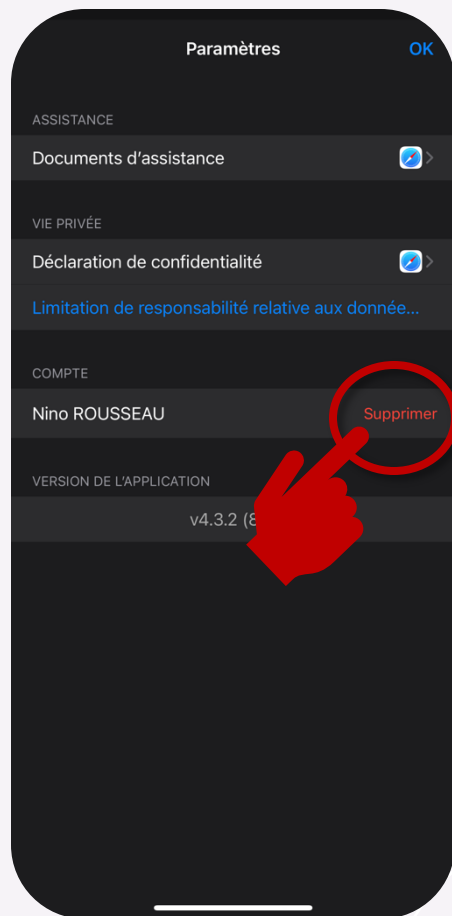 Paramètres
OK
ASSISTANCE
Documents d’assistance
VIE PRIVÉE
Déclaration de confidentialité
Limitation de responsabilité relative aux donnée...
COMPTE
Nino ROUSSEAU
Supprimer
VERSION DE L’APPLICATION
v4.3.2 (8